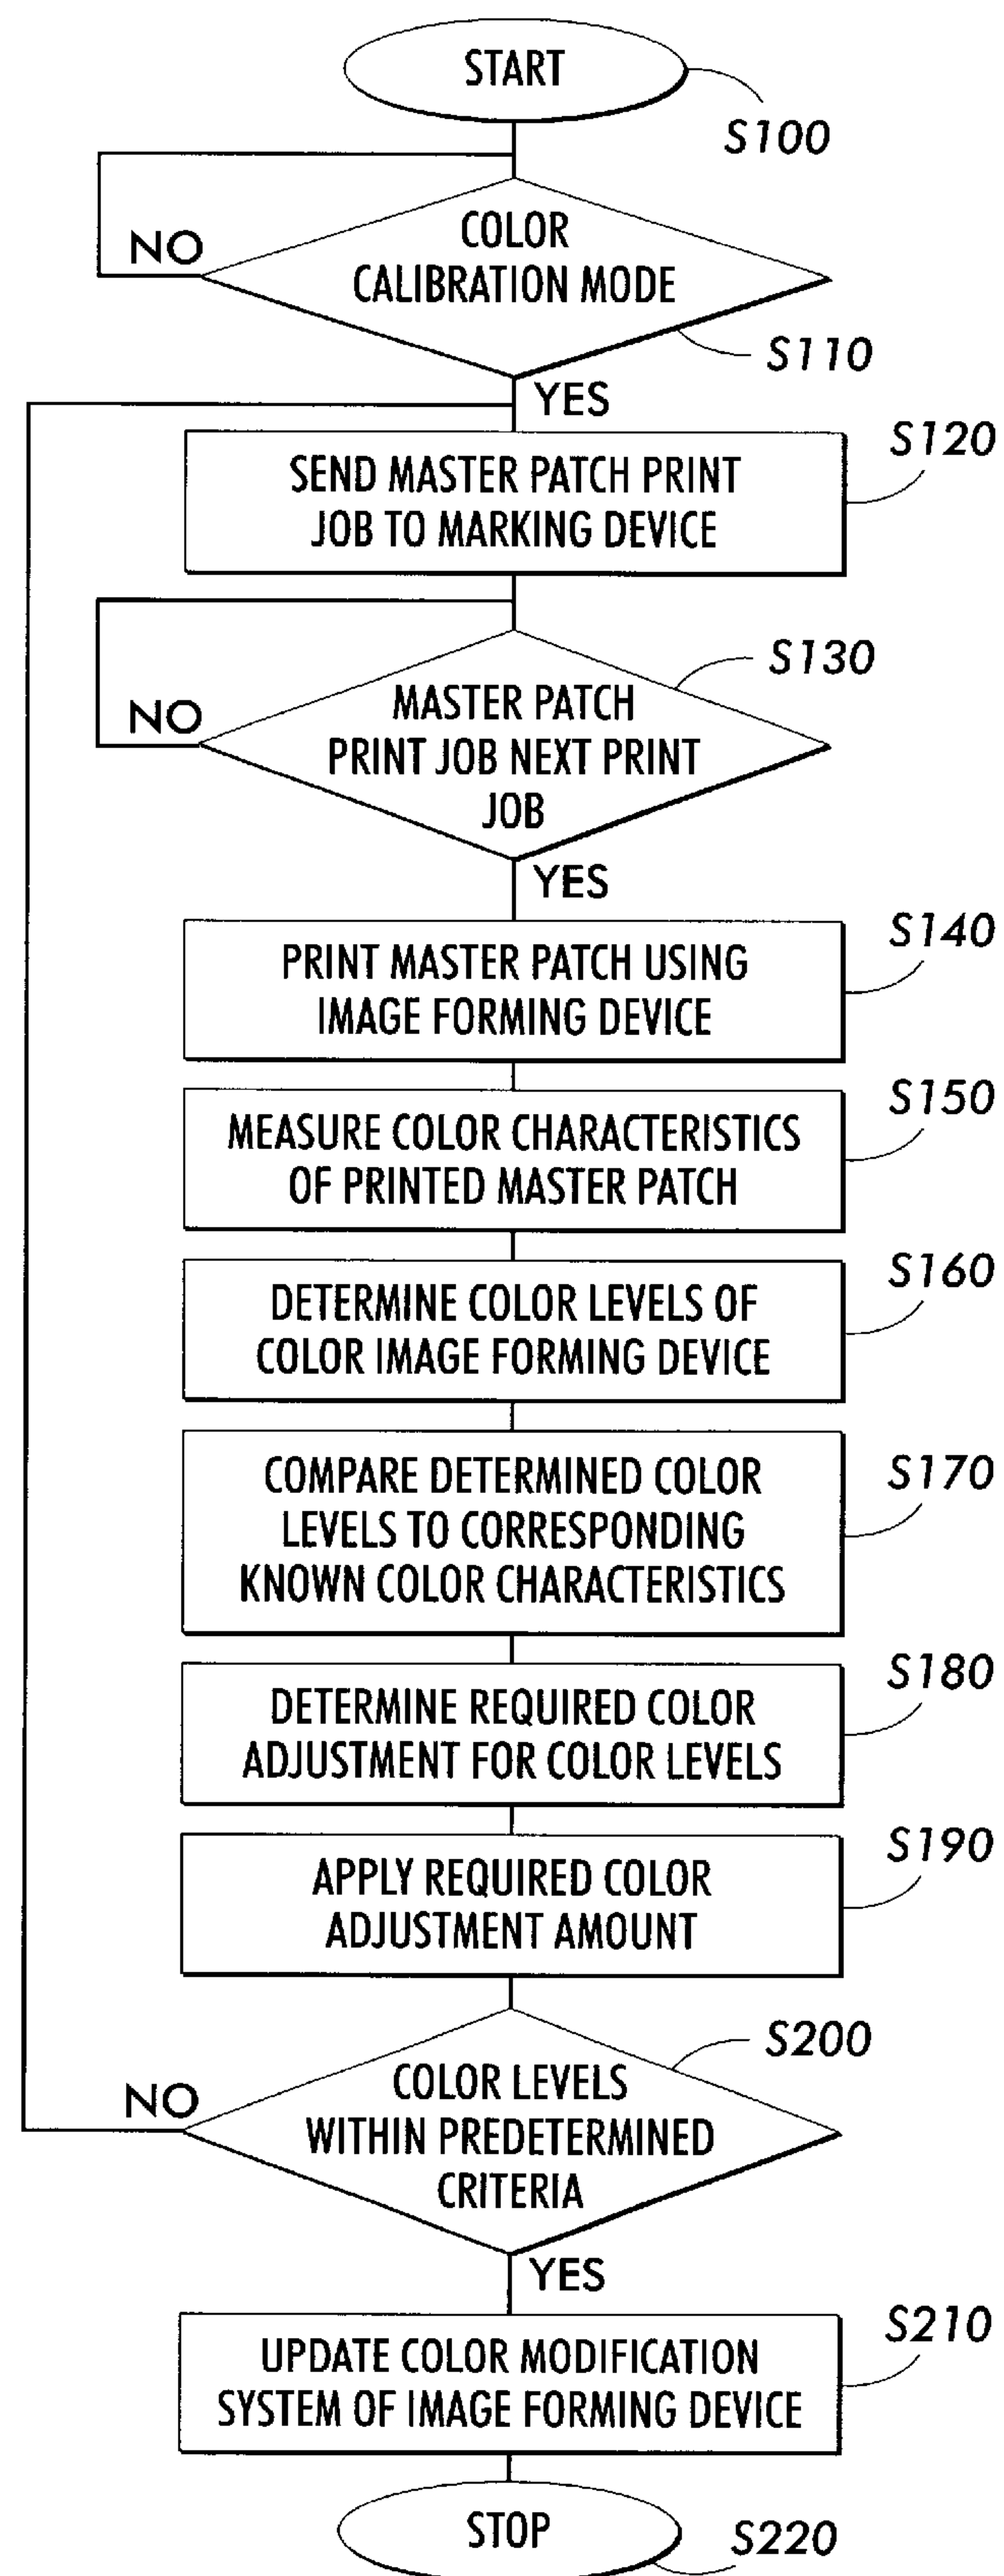 START
S100
NO
COLOR
CALIBRATION MODE
S110
YES
S120
SEND MASTER PATCH PRINT
JOB TO MARKING DEVICE
S130
NO
MASTER PATCH
PRINT JOB NEXT PRINT
JOB
YES
S140
PRINT MASTER PATCH USING
IMAGE FORMING DEVICE
S150
MEASURE COLOR CHARACTERISTICS
OF PRINTED MASTER PATCH
S160
DETERMINE COLOR LEVELS OF
COLOR IMAGE FORMING DEVICE
S170
COMPARE DETERMINED COLOR
LEVELS TO CORRESPONDING
KNOWN COLOR CHARACTERISTICS
S180
DETERMINE REQUIRED COLOR
ADJUSTMENT FOR COLOR LEVELS
S190
APPLY REQUIRED COLOR
ADJUSTMENT AMOUNT
S200
NO
COLOR LEVELS
WITHIN PREDETERMINED
CRITERIA
YES
S210
UPDATE COLOR MODIFICATION
SYSTEM OF IMAGE FORMING DEVICE
STOP
S220